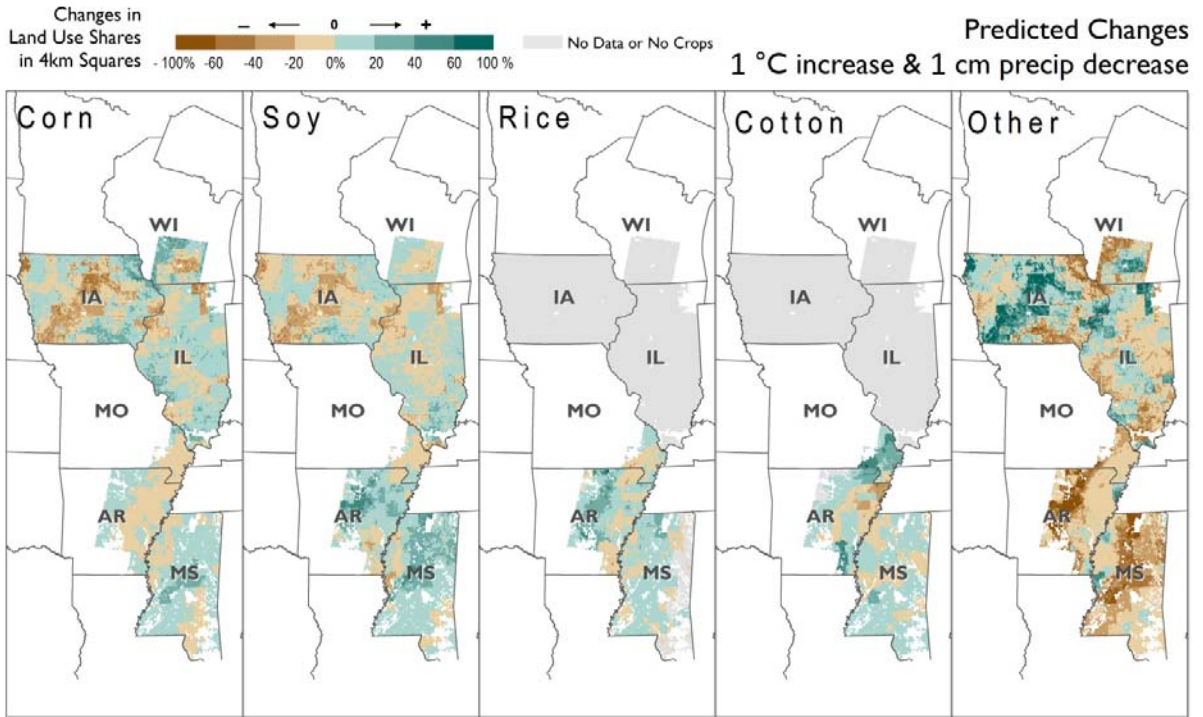 Changes in
Land Use Shares
in 4km Squares
– ← 0 → +
- 100% -60 -40 -20 0% 20 40 60 100 %
No Data or No Crops
Predicted Changes
1 °C increase & 1 cm precip decrease
Corn
WI
IA
IL
MO
AR
MS
Soy
WI
IA
IL
MO
AR
MS
Rice
WI
IA
IL
MO
AR
MS
Cotton
WI
IA
IL
MO
AR
MS
Other
WI
IA
IL
MO
AR
MS